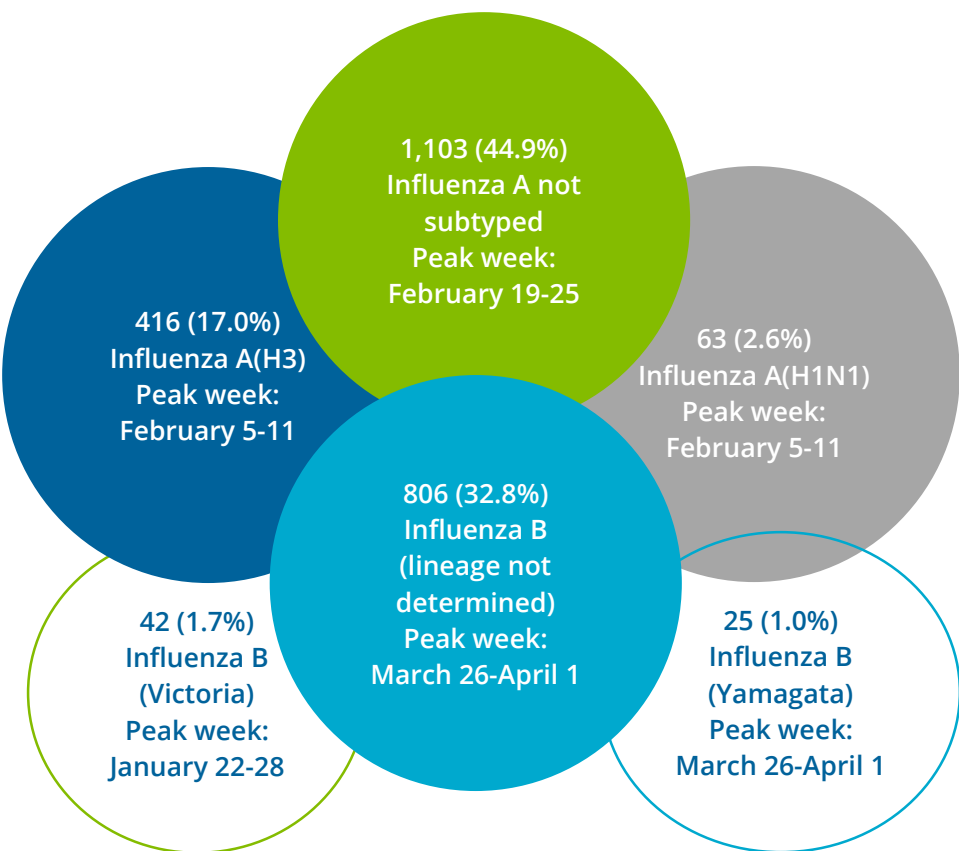 1,103 (44.9%)
Influenza A not
subtyped
Peak week:
February 19-25
416 (17.0%)
Influenza A(H3)
Peak week:
February 5-11
63 (2.6%)
Influenza A(H1N1)
Peak week:
February 5-11
806 (32.8%)
Influenza B
(lineage not
determined)
Peak week:
March 26-April 1
42 (1.7%)
Influenza B
(Victoria)
Peak week:
January 22-28
25 (1.0%)
Influenza B
(Yamagata)
Peak week:
March 26-April 1